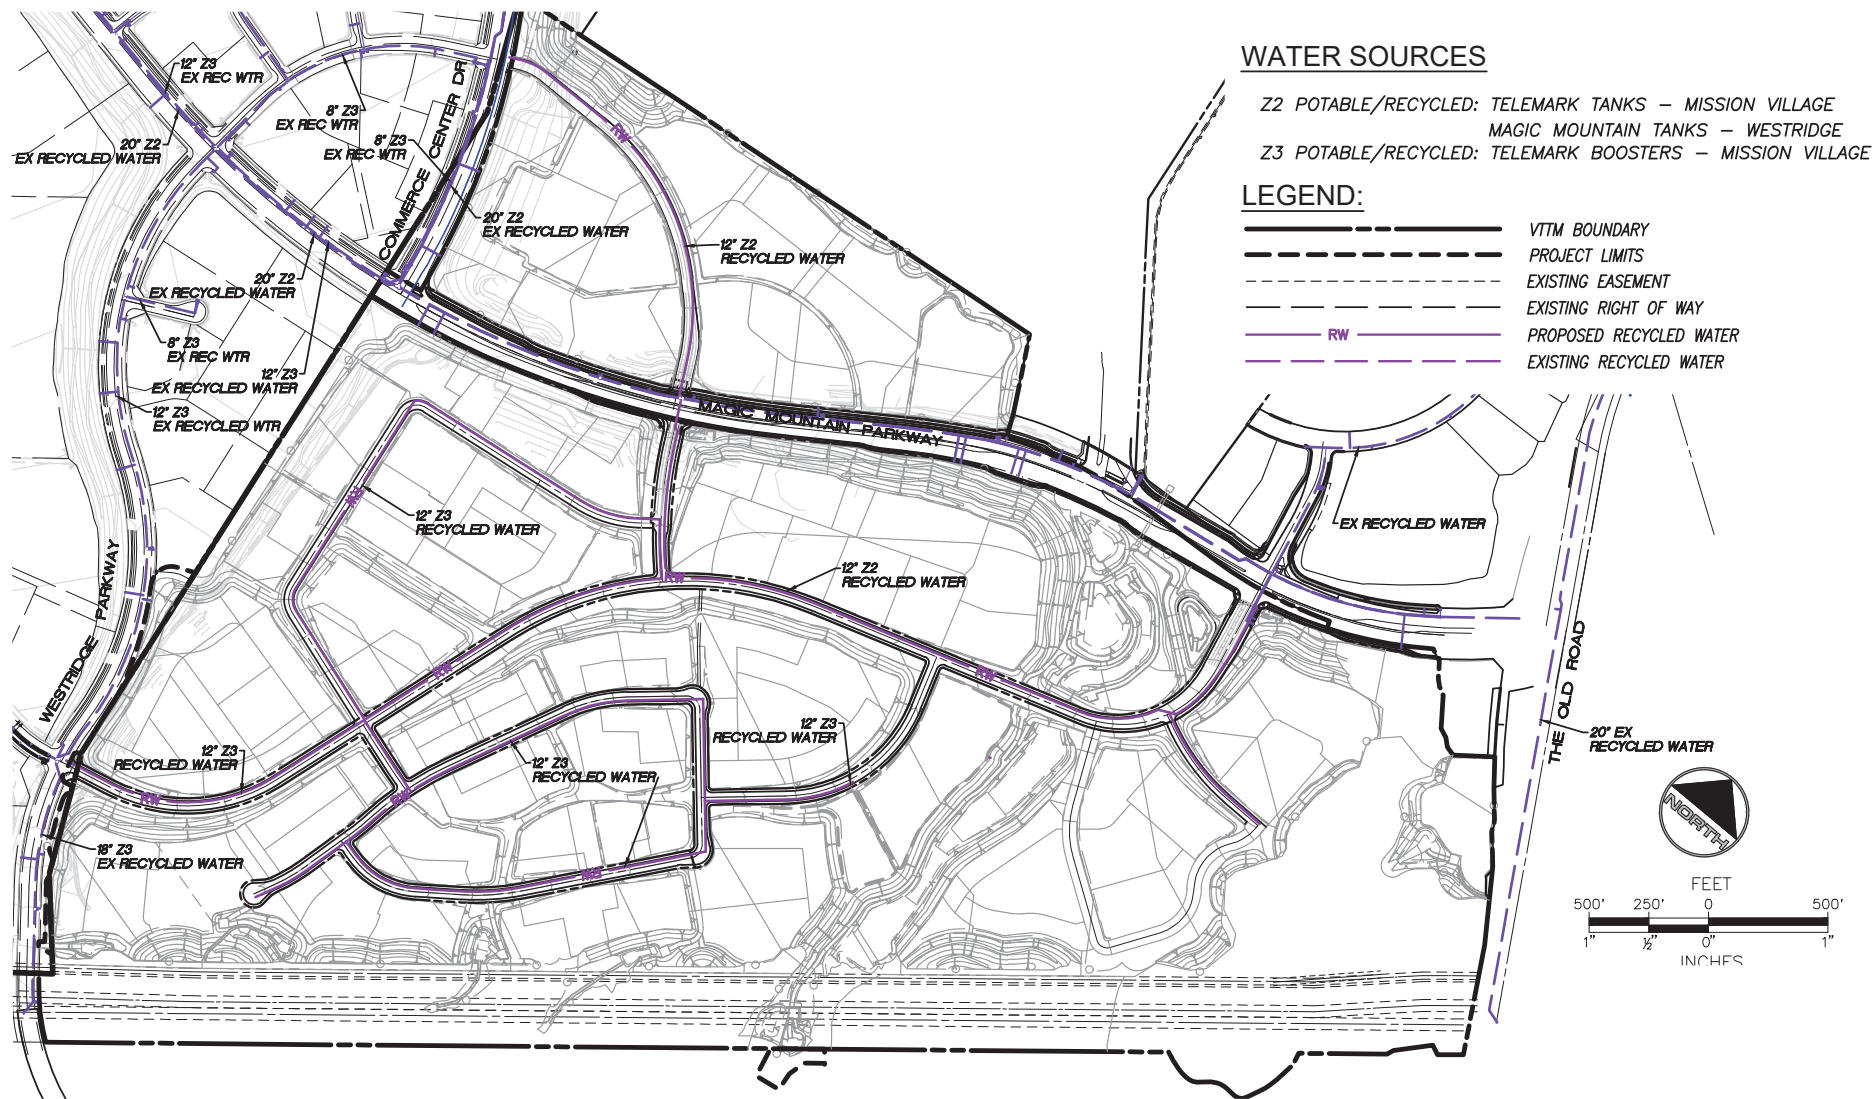 WATER SOURCES
Z2 POTABLE/RECYCLED: TELEMARK TANKS – MISSION VILLAGE
MAGIC MOUNTAIN TANKS – WESTRIDGE
Z3 POTABLE/RECYCLED: TELEMARK BOOSTERS – MISSION VILLAGE
LEGEND:
VTTM BOUNDARY
PROJECT LIMITS
EXISTING EASEMENT
EXISTING RIGHT OF WAY
RW
PROPOSED RECYCLED WATER
EXISTING RECYCLED WATER
12" Z3
EX REC WTR
8" Z3
EX REC WTR
8" Z3
EX REC WTR
20" Z2
EX RECYCLED WATER
COMMERCE CENTER DR
RW
20" Z2
EX RECYCLED WATER
12" Z2
RECYCLED WATER
20" Z2
EX RECYCLED WATER
8" Z3
EX REC WTR
12" Z3
EX RECYCLED WATER
12" Z3
EX RECYCLED WTR
MAGIC MOUNTAIN PARKWAY
RW
12" Z3
RECYCLED WATER
EX RECYCLED WATER
WESTRIDGE PARKWAY
RW
12" Z2
RECYCLED WATER
RW
RW
THE OLD ROAD
20" EX
RECYCLED WATER
12" Z3
RECYCLED WATER
12" Z3
RECYCLED WATER
12" Z3
RECYCLED WATER
RW
RW
18" Z3
EX RECYCLED WATER
RW
NORTH
FEET
500' 250' 0 500'
1" ½" 0" 1"
INCHES